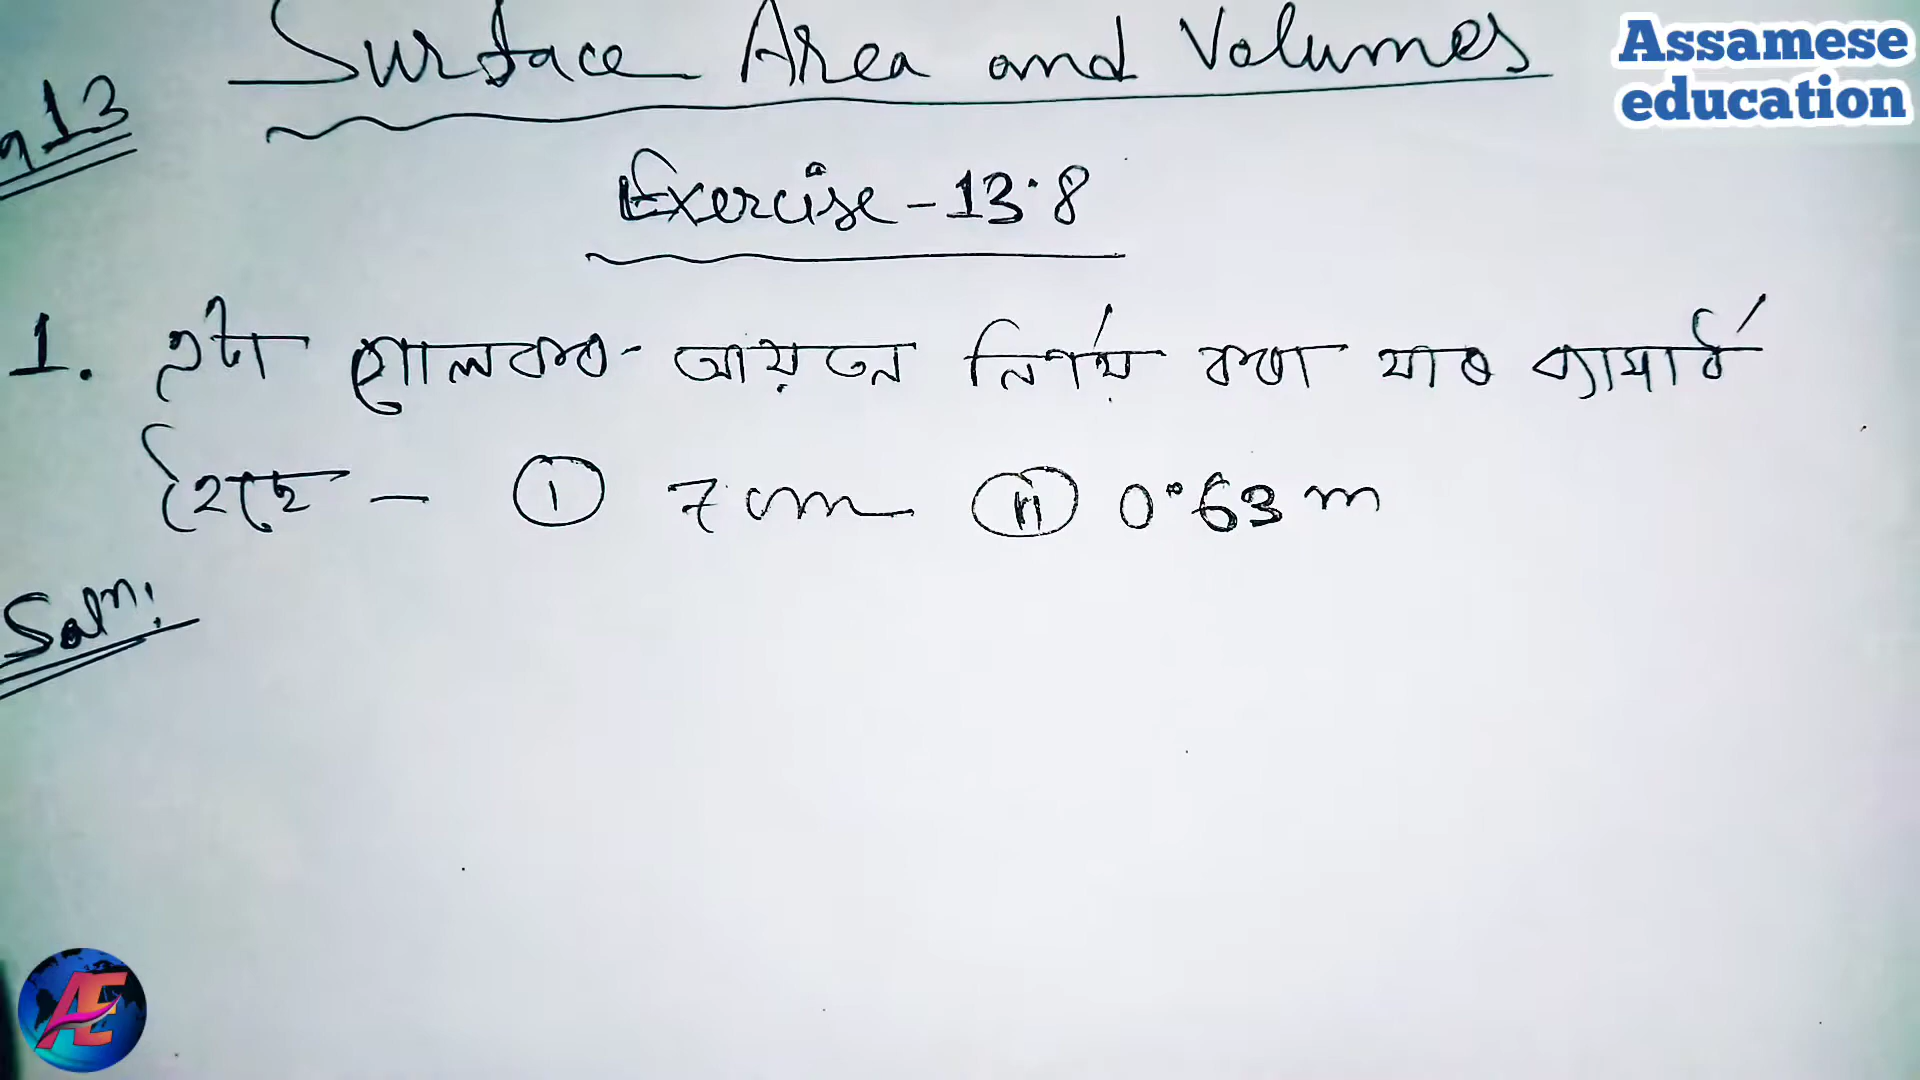 Surface Area and Volumes
Assamese
education
13
Exercise - 13.8
1. এটা গোলকৰ আয়তন নিৰ্ণয় কৰা যাৰ ব্যাসাৰ্ধ
হৈছে - (i) 7 cm (ii) 0.63 m
Solⁿ:
AE